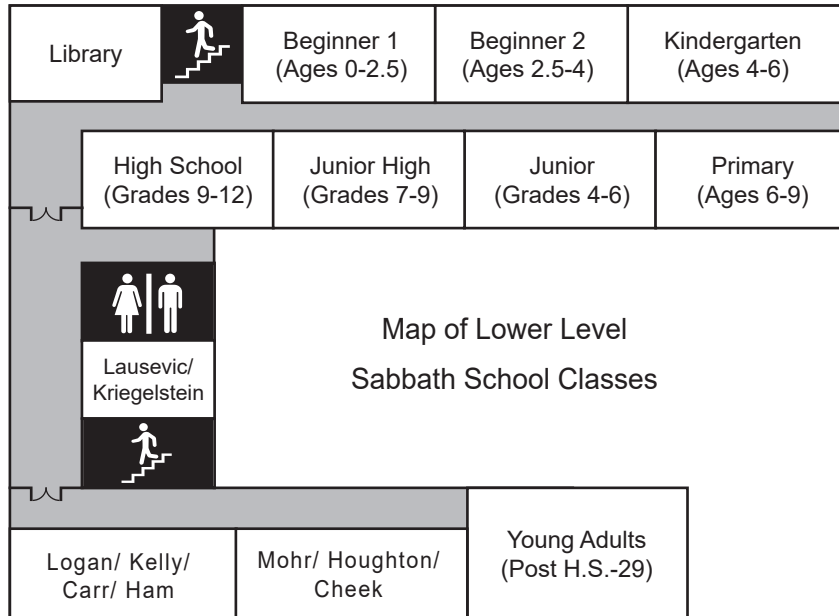 Library
Beginner 1
(Ages 0-2.5)
Beginner 2
(Ages 2.5-4)
Kindergarten
(Ages 4-6)
High School
(Grades 9-12)
Junior High
(Grades 7-9)
Junior
(Grades 4-6)
Primary
(Ages 6-9)
Map of Lower Level
Sabbath School Classes
Lausevic/
Kriegelstein
Logan/ Kelly/
Carr/ Ham
Mohr/ Houghton/
Cheek
Young Adults
(Post H.S.-29)